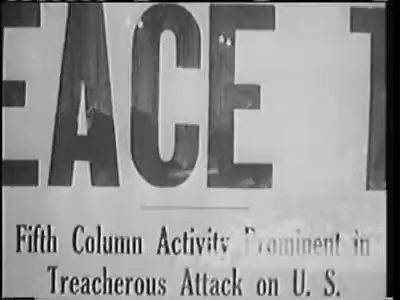 EACE T
Fifth Column Activity Prominent in
Treacherous Attack on U. S.